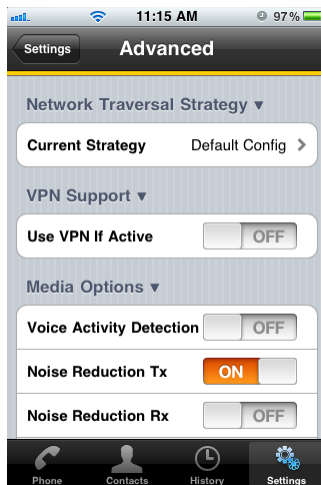 11:15 AM 97%
Settings Advanced
Network Traversal Strategy ▼
Current Strategy Default Config >
VPN Support ▼
Use VPN If Active OFF
Media Options ▼
Voice Activity Detection OFF
Noise Reduction Tx ON
Noise Reduction Rx OFF
Phone Contacts History Settings